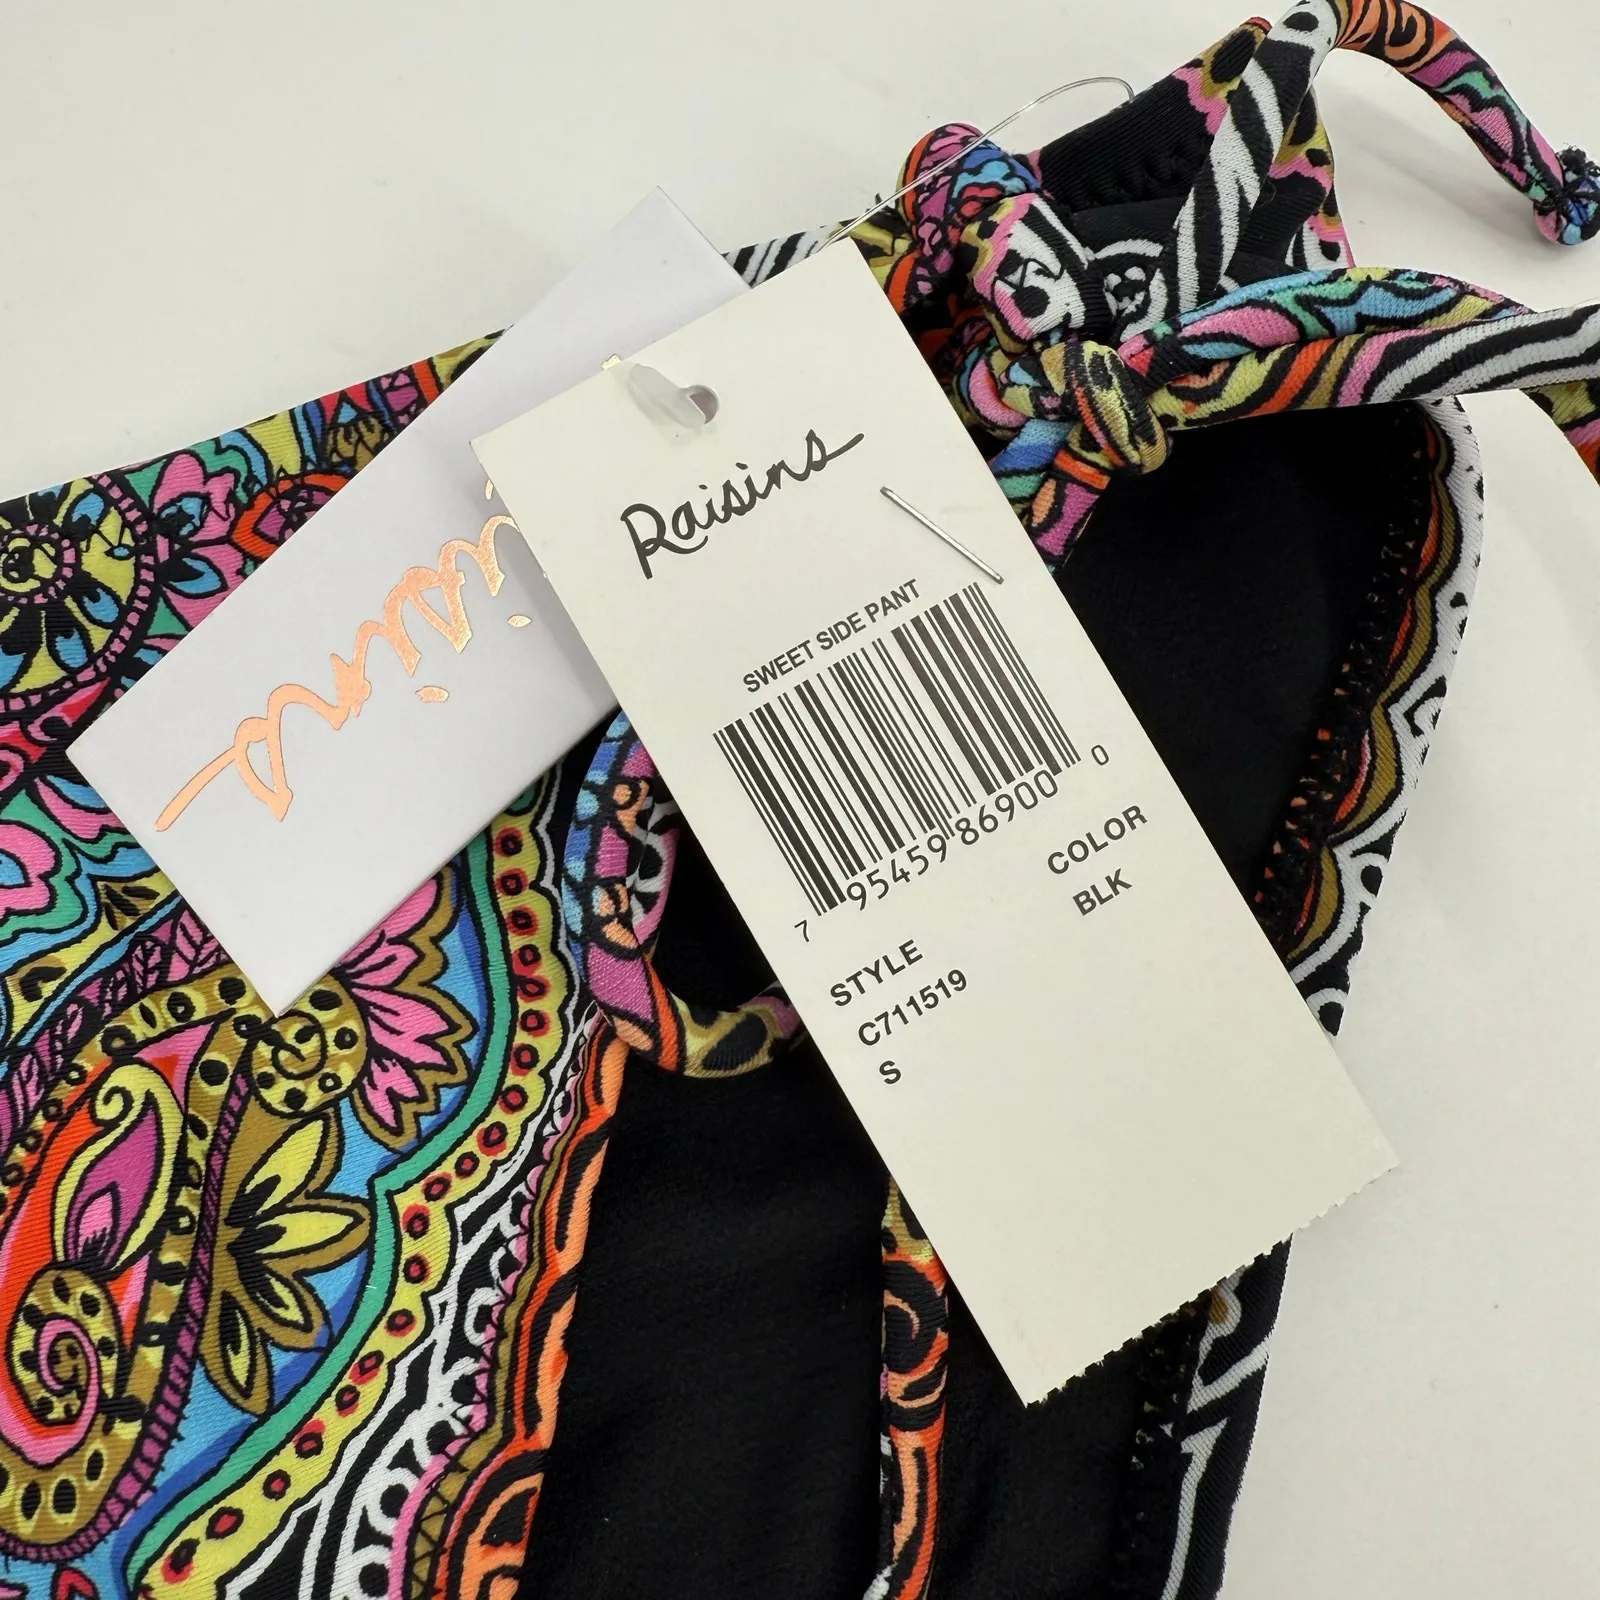 Raisins
SWEET SIDE PANT
7 95459 86900 0
STYLE
C711519
S
COLOR
BLK